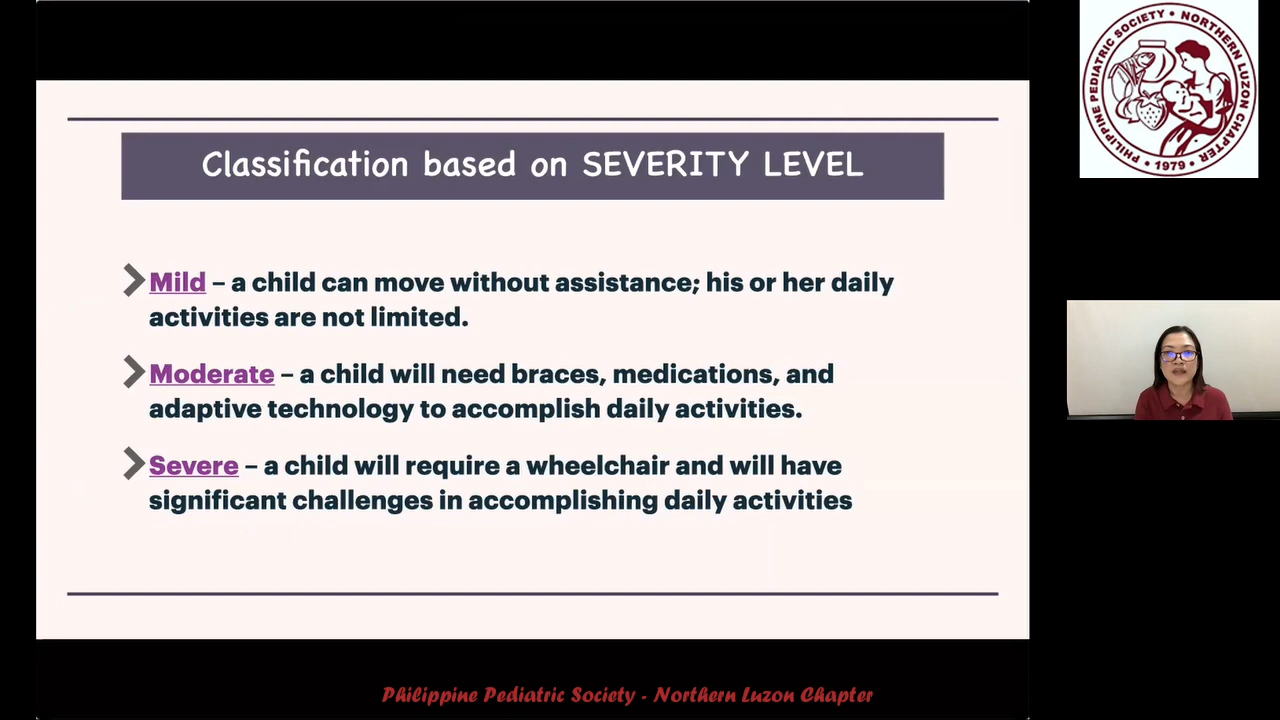 Classification based on SEVERITY LEVEL
Mild – a child can move without assistance; his or her daily
activities are not limited.
Moderate – a child will need braces, medications, and
adaptive technology to accomplish daily activities.
Severe – a child will require a wheelchair and will have
significant challenges in accomplishing daily activities
PHILIPPINE PEDIATRIC SOCIETY • NORTHERN LUZON CHAPTER
• 1979 •
Philippine Pediatric Society - Northern Luzon Chapter